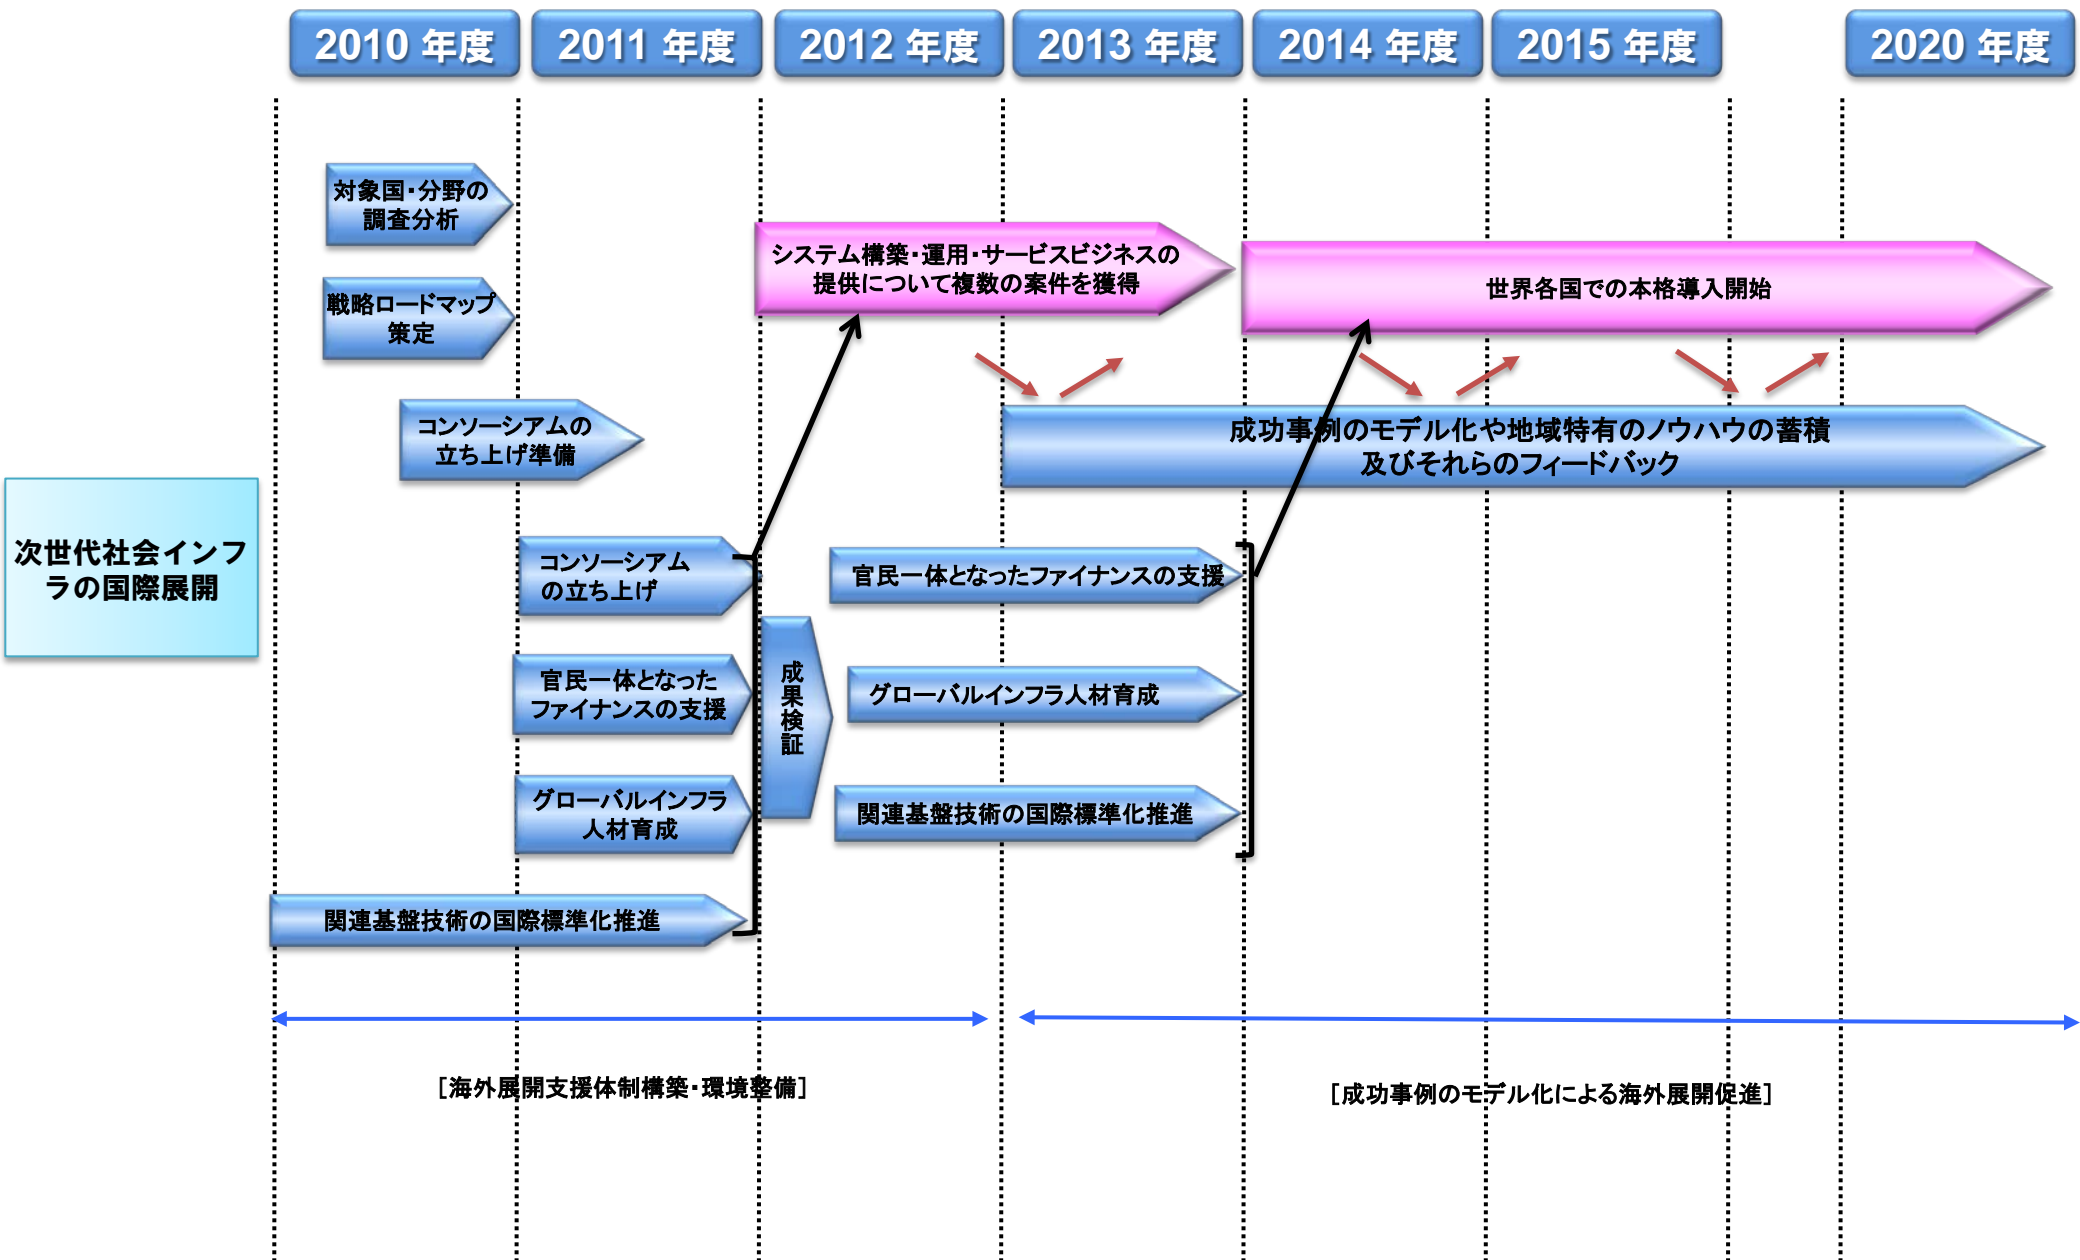 2010 年度
2011 年度
2012 年度
2013 年度
2014 年度
2015 年度
2020 年度
対象国・分野の
調査分析
戦略ロードマップ
策定
システム構築・運用・サービスビジネスの
提供について複数の案件を獲得
世界各国での本格導入開始
コンソーシアムの
立ち上げ準備
成功事例のモデル化や地域特有のノウハウの蓄積
及びそれらのフィードバック
次世代社会インフ
ラの国際展開
コンソーシアム
の立ち上げ
官民一体となったファイナンスの支援
官民一体となった
ファイナンスの支援
成果検証
グローバルインフラ人材育成
グローバルインフラ
人材育成
関連基盤技術の国際標準化推進
関連基盤技術の国際標準化推進
［海外展開支援体制構築・環境整備］
［成功事例のモデル化による海外展開促進］